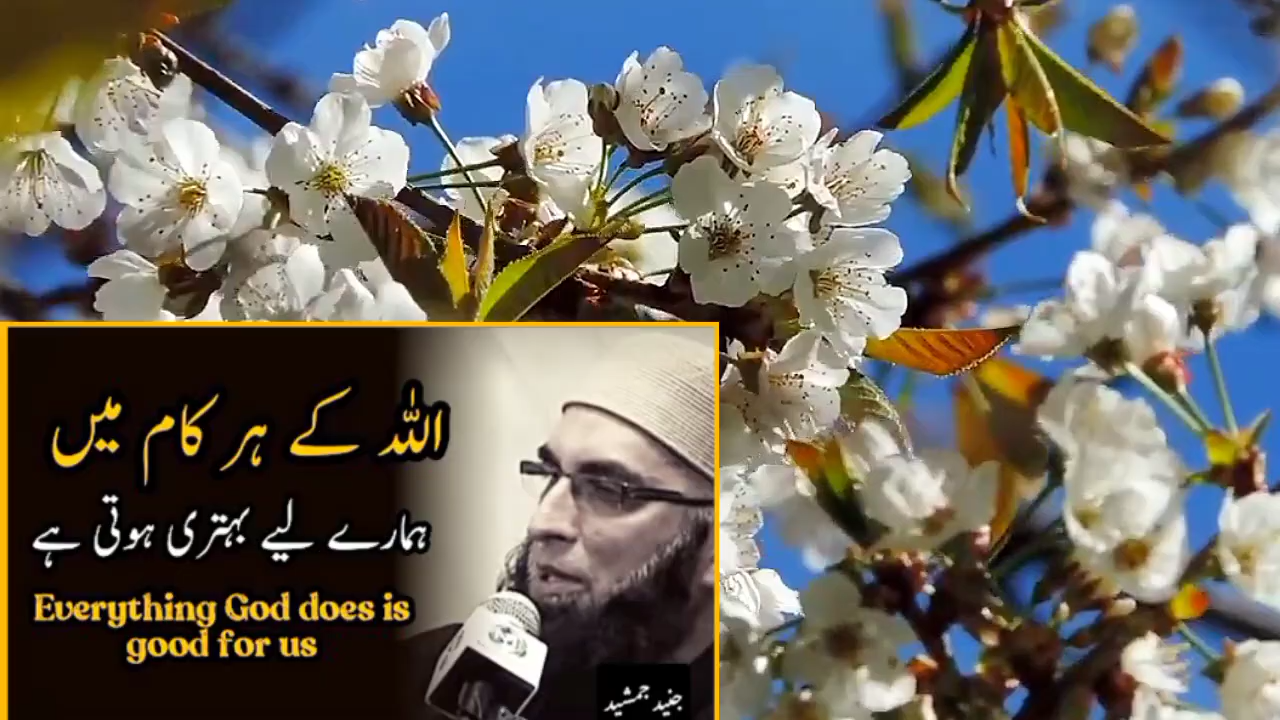 اللہ کے ہر کام میں
ہمارے لیے بہتری ہوتی ہے
Everything God does is
good for us
جنید جمشید